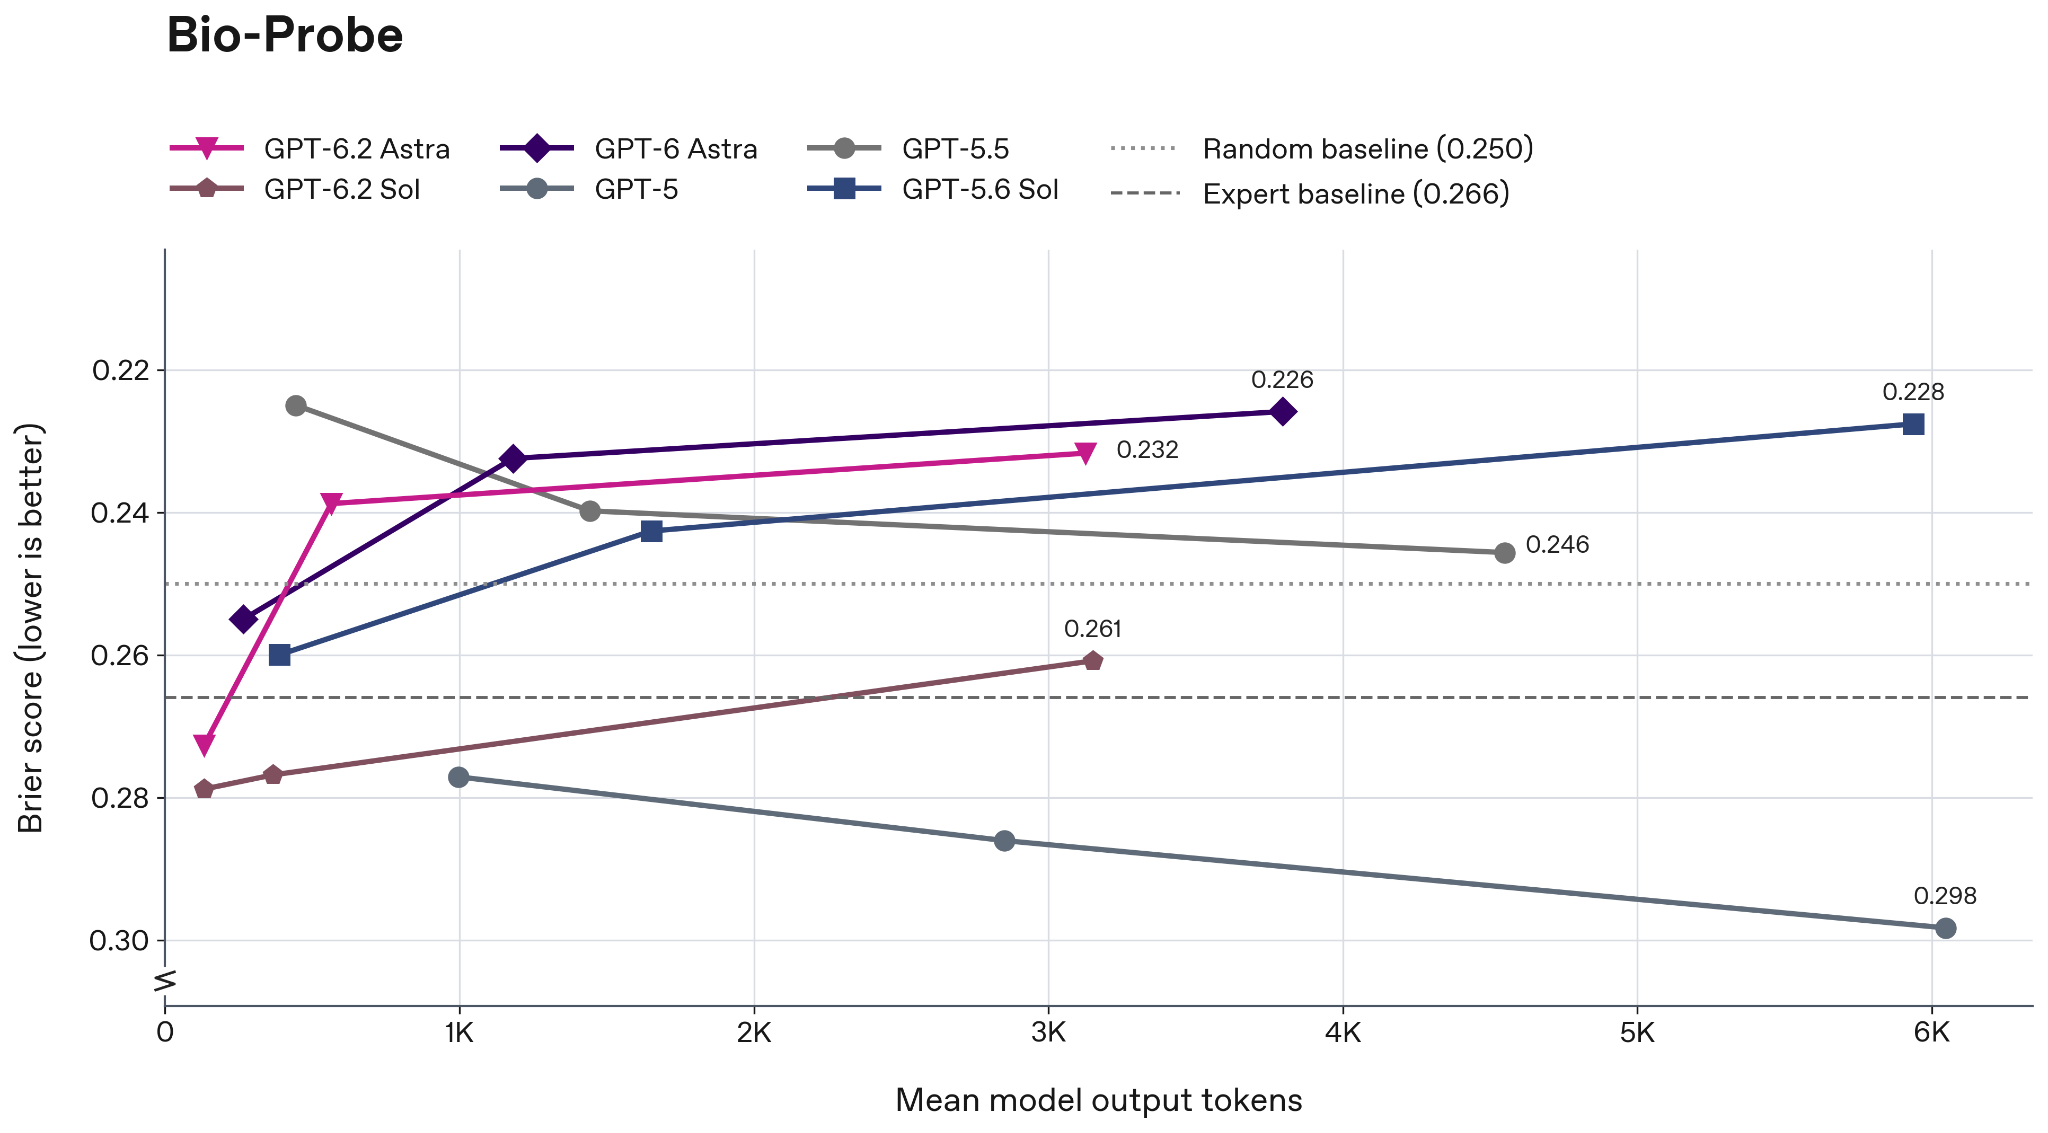 Bio-Probe
GPT-6.2 Astra
GPT-6 Astra
GPT-5.5
Random baseline (0.250)
GPT-6.2 Sol
GPT-5
GPT-5.6 Sol
Expert baseline (0.266)
Brier score (lower is better)
0.22
0.24
0.26
0.28
0.30
0.226
0.228
0.232
0.246
0.261
0.298
0
1K
2K
3K
4K
5K
6K
Mean model output tokens